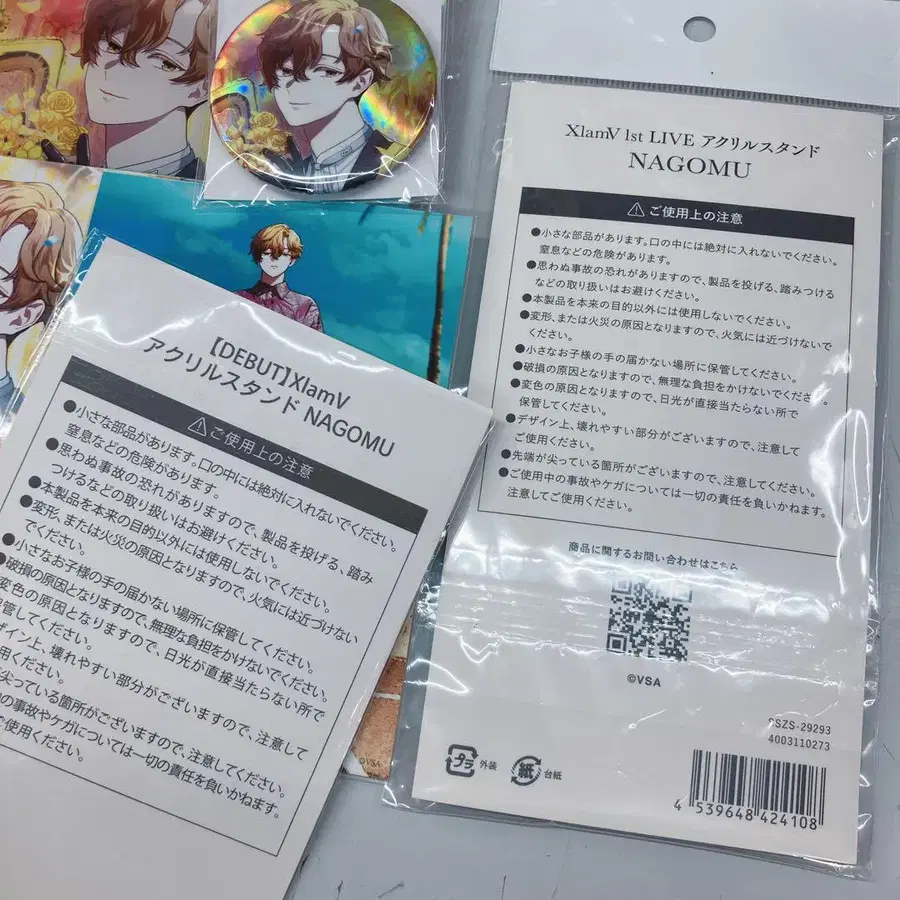 XlamV 1st LIVE アクリルスタンド
NAGOMU
ご使用上の注意
●小さな部品があります。口の中には絶対に入れないでください。
窒息などの危険があります。
●思わぬ事故の恐れがありますので、製品を投げる、踏みつける
などの取り扱いはお避けください。
●本製品を本来の目的以外には使用しないでください。
●変形、または火災の原因となりますので、火気には近づけないで
ください。
●小さなお子様の手の届かない場所に保管してください。
●破損の原因となりますので、無理な負担をかけないでください。
●変色の原因となりますので、日光が直接当たらない所で
保管してください。
●デザイン上、壊れやすい部分がございますので、注意して
ご使用ください。
●先端が尖っている箇所がございますので、注意してください。
●ご使用中の事故やケガについては一切の責任を負いかねます。
注意してご使用ください。
商品に関するお問い合わせはこちら
©VSA
SSZS-29293
4003110273
プラ 外装
紙 台紙
4 539648 424108
【DEBUT】XlamV
アクリルスタンド NAGOMU
ご使用上の注意
●小さな部品があります。口の中には絶対に入れないでください。
窒息などの危険があります。
●思わぬ事故の恐れがありますので、製品を投げる、踏み
つけるなどの取り扱いはお避けください。
●本製品を本来の目的以外には使用しないでください。
●変形、または火災の原因となりますので、火気には近づけない
でください。
●小さなお子様の手の届かない場所に保管してください。
●破損の原因となりますので、無理な負担をかけないでください。
変色の原因となりますので、日光が直接当たらない所で
保管してください。
ザイン上、壊れやすい部分がございますので、注意して
用ください。
尖っている箇所がございますので、注意してください。
の事故やケガについては一切の責任を負いかねます。
ご使用ください。
©VSA